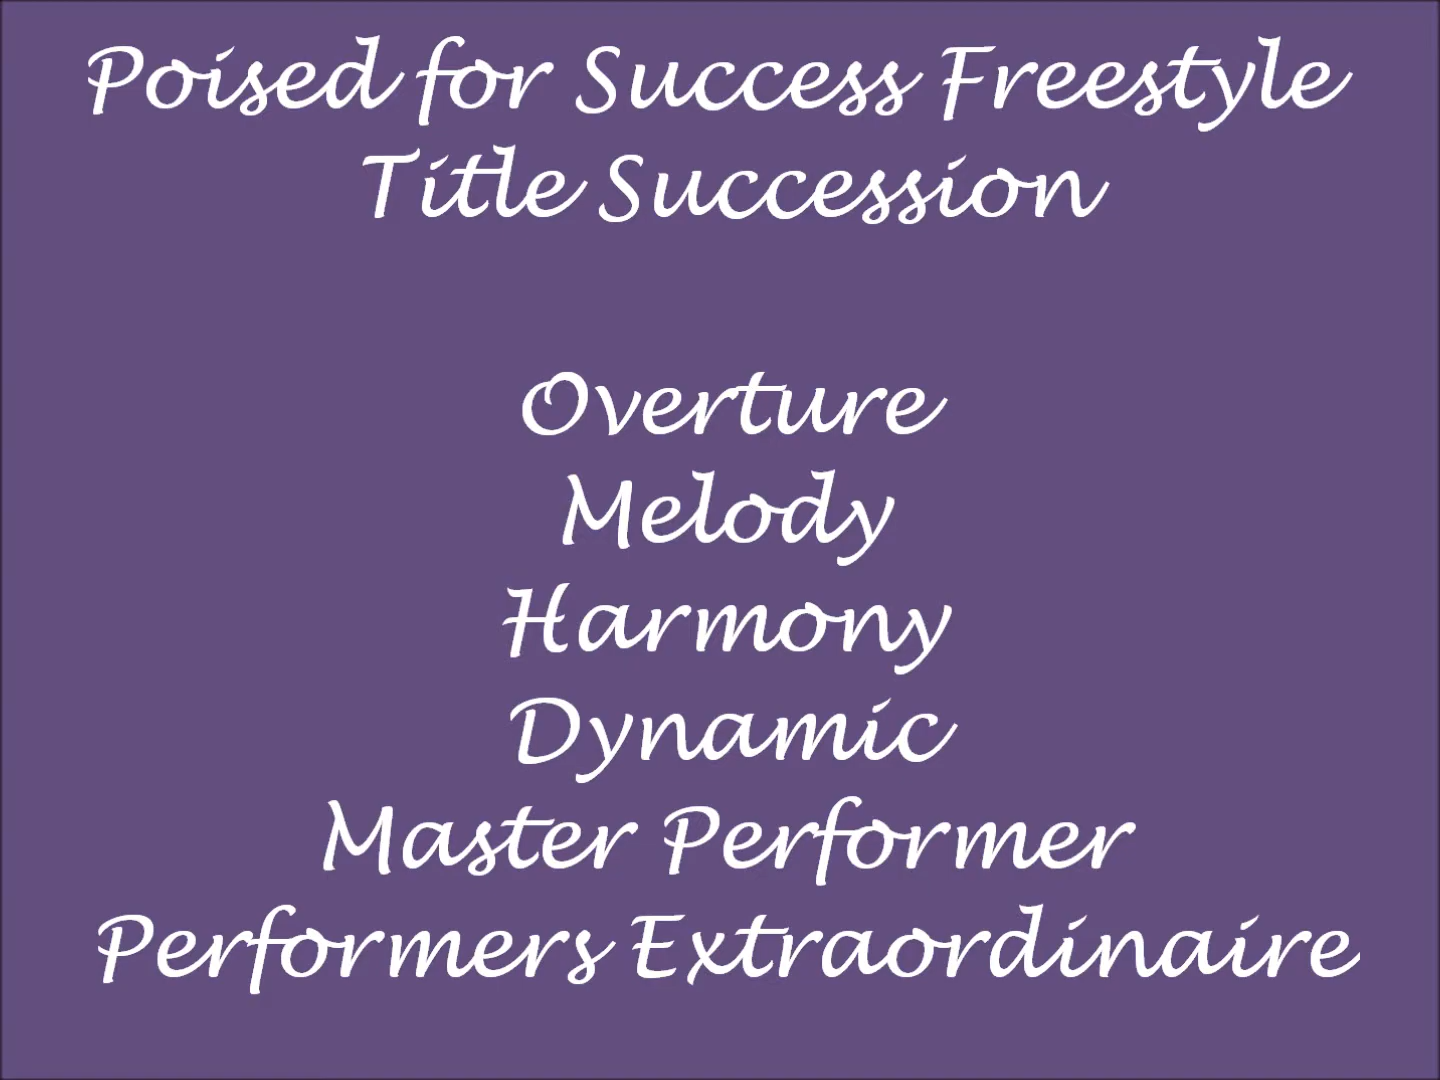 Poised for Success Freestyle
Title Succession
Overture
Melody
Harmony
Dynamic
Master Performer
Performers Extraordinaire